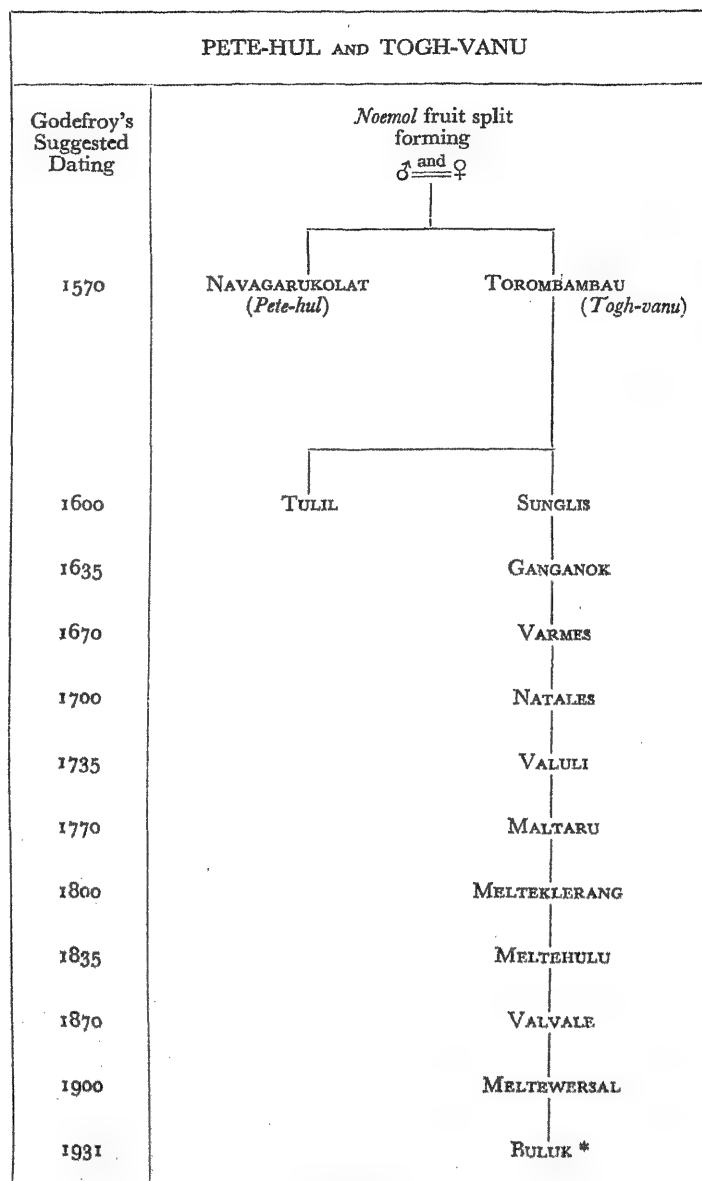 PETE-HUL AND TOGH-VANU
Godefroy's
Suggested
Dating
Noemol fruit split
forming
♂ and ♀
1570 NAVAGARUKOLAT TOROMBAMBAU
(Pete-hul) (Togh-vanu)
1600 TULIL SUNGLIS
1635 GANGANOK
1670 VARMES
1700 NATALES
1735 VALULI
1770 MALTARU
1800 MELTEKLERANG
1835 MELTEHULU
1870 VALVALE
1900 MELTEWERSAL
1931 BULUK *